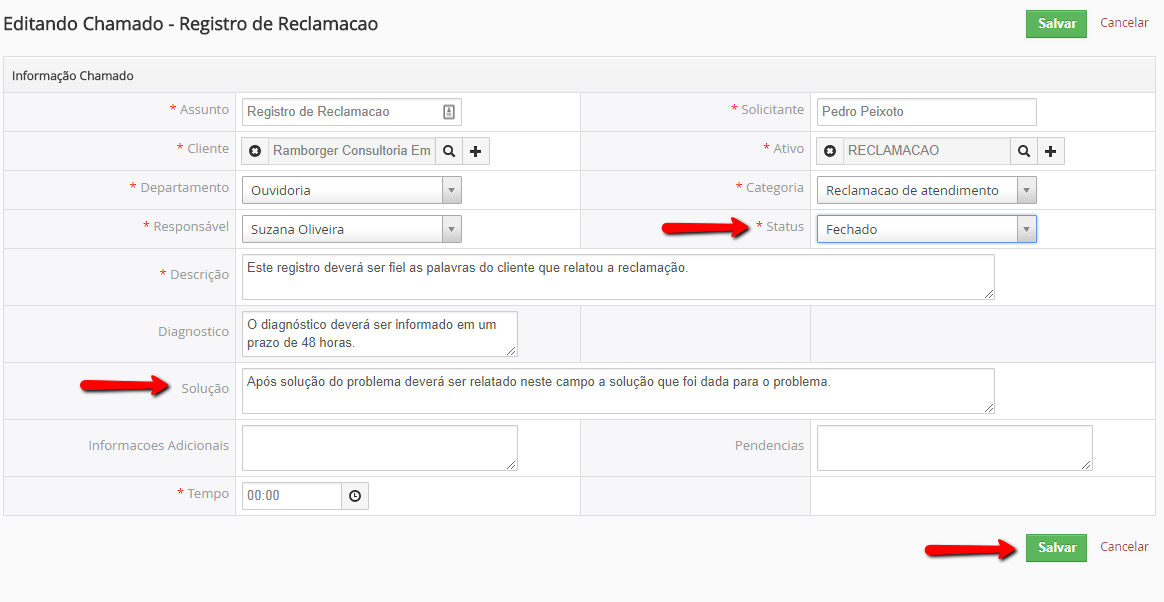 Editando Chamado - Registro de Reclamacao
Salvar Cancelar
Informação Chamado
* Assunto Registro de Reclamacao * Solicitante Pedro Peixoto
* Cliente Ramborger Consultoria Em * Ativo RECLAMACAO
* Departamento Ouvidoria * Categoria Reclamacao de atendimento
* Responsável Suzana Oliveira * Status Fechado
* Descrição Este registro deverá ser fiel as palavras do cliente que relatou a reclamação.
Diagnostico O diagnóstico deverá ser informado em um
prazo de 48 horas.
Solução Após solução do problema deverá ser relatado neste campo a solução que foi dada para o problema.
Informacoes Adicionais Pendencias
* Tempo 00:00
Salvar Cancelar